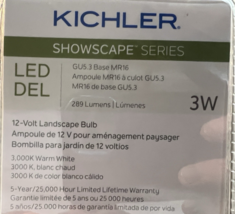 KICHLER®
SHOWSCAPE™ SERIES
LED GU5.3 Base MR16
DEL Ampoule MR16 à culot GU5.3
MR16 de base GU5.3
289 Lumens | Lúmenes 3W
12-Volt Landscape Bulb
Ampoule de 12 V pour aménagement paysager
Bombilla para jardín de 12 voltios
3,000K Warm White
3000 K, blanc chaud
3000 K de color blanco cálido
5-Year/25,000 Hour Limited Lifetime Warranty
Garantie limitée de 5 ans ou 25 000 heures
5 años/25,000 horas de garantía limitada de por vida